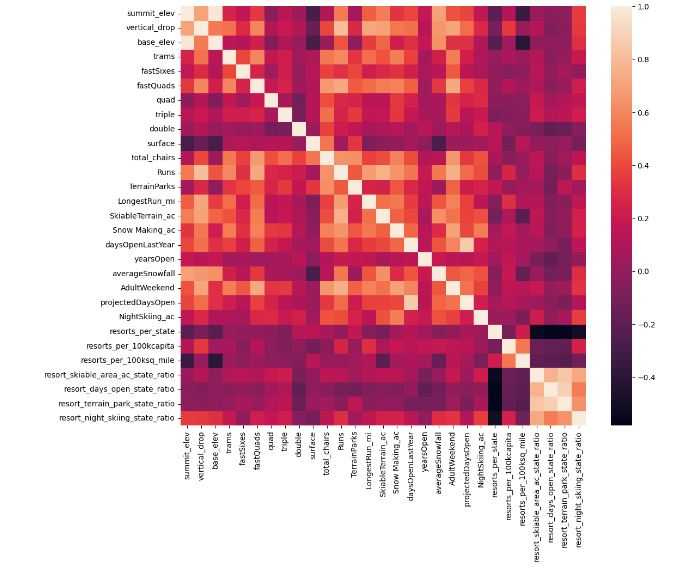 summit_elev
vertical_drop
base_elev
trams
fastSixes
fastQuads
quad
triple
double
surface
total_chairs
Runs
TerrainParks
LongestRun_mi
SkiableTerrain_ac
Snow Making_ac
daysOpenLastYear
yearsOpen
averageSnowfall
AdultWeekend
projectedDaysOpen
NightSkiing_ac
resorts_per_state
resorts_per_100kcapita
resorts_per_100ksq_mile
resort_skiable_area_ac_state_ratio
resort_days_open_state_ratio
resort_terrain_park_state_ratio
resort_night_skiing_state_ratio
summit_elev
vertical_drop
base_elev
trams
fastSixes
fastQuads
quad
triple
double
surface
total_chairs
Runs
TerrainParks
LongestRun_mi
SkiableTerrain_ac
Snow Making_ac
daysOpenLastYear
yearsOpen
averageSnowfall
AdultWeekend
projectedDaysOpen
NightSkiing_ac
resorts_per_state
resorts_per_100kcapita
resorts_per_100ksq_mile
resort_skiable_area_ac_state_ratio
resort_days_open_state_ratio
resort_terrain_park_state_ratio
resort_night_skiing_state_ratio
1.0
0.8
0.6
0.4
0.2
0.0
−0.2
−0.4